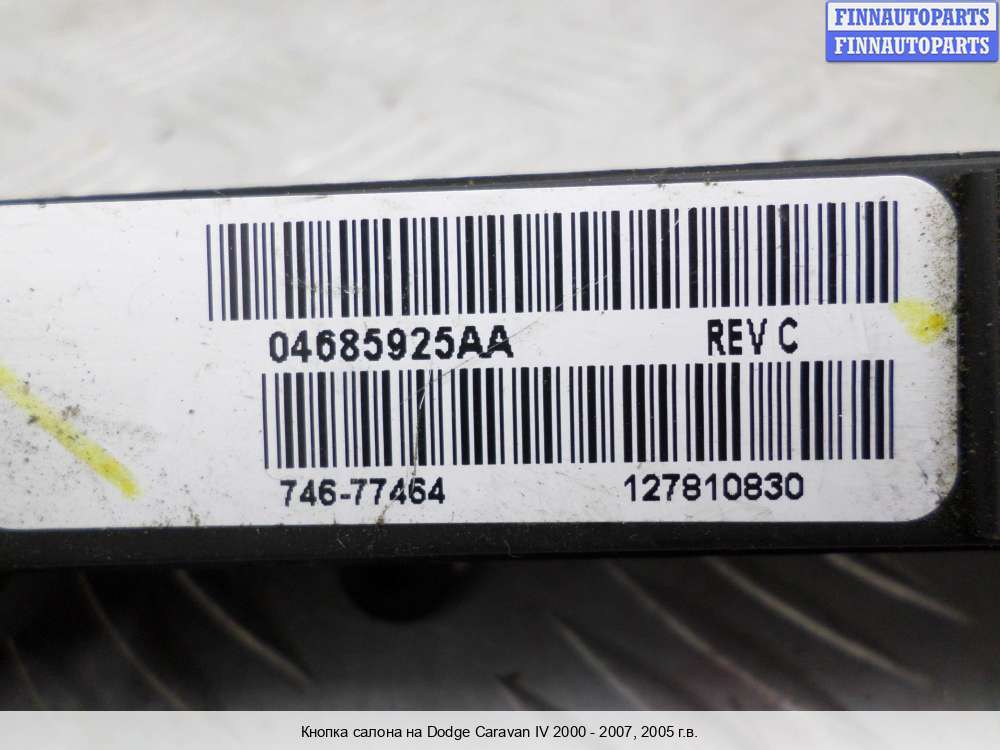 FINNAUTOPARTS
FINNAUTOPARTS
04685925AA REV C
746-77464 127810830
Кнопка салона на Dodge Caravan IV 2000 - 2007, 2005 г.в.